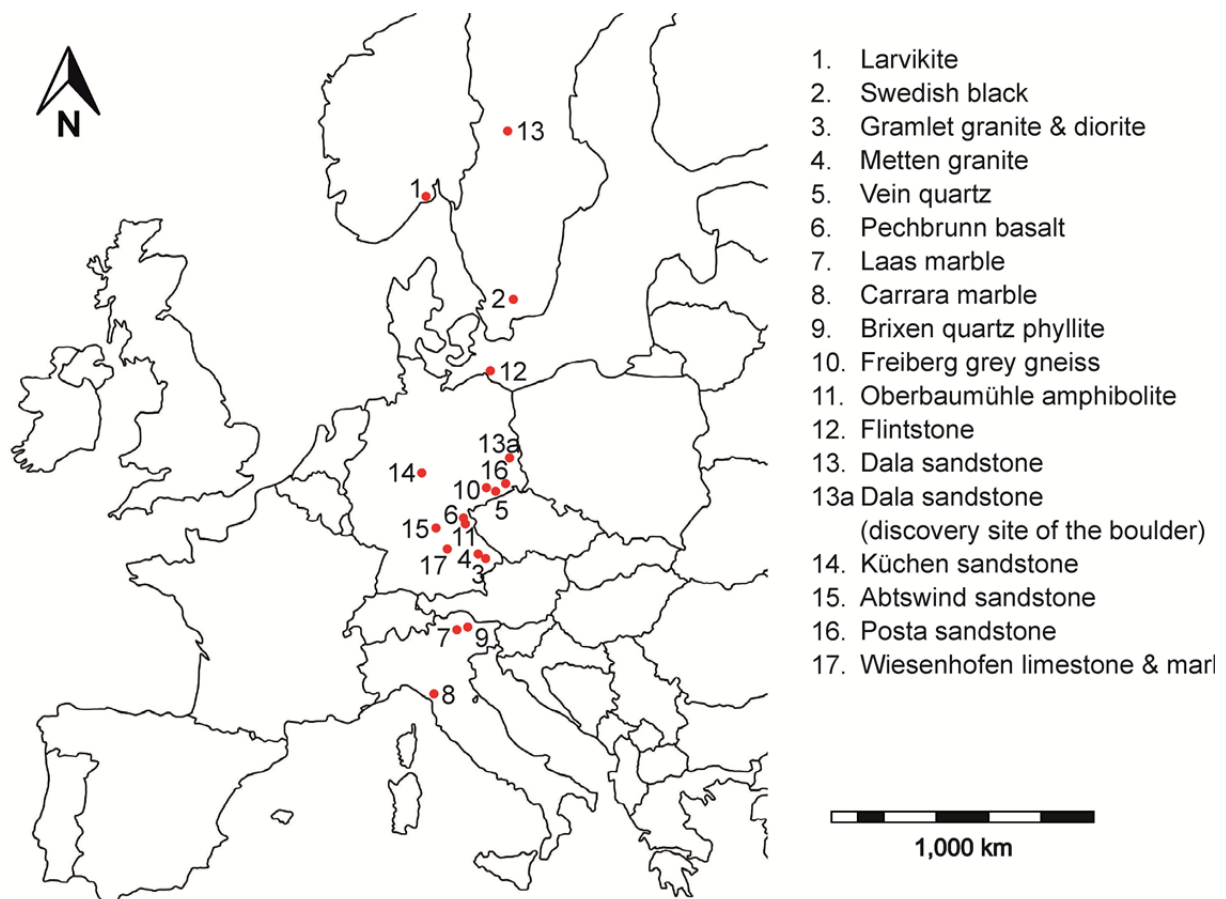 N
1
13
2
12
13a
14
16
10
5
6
15
11
17
4
3
7
9
8
1. Larvikite
2. Swedish black
3. Gramlet granite & diorite
4. Metten granite
5. Vein quartz
6. Pechbrunn basalt
7. Laas marble
8. Carrara marble
9. Brixen quartz phyllite
10. Freiberg grey gneiss
11. Oberbaumühle amphibolite
12. Flintstone
13. Dala sandstone
13a Dala sandstone
(discovery site of the boulder)
14. Küchen sandstone
15. Abtswind sandstone
16. Posta sandstone
17. Wiesenhofen limestone &
1,000 km